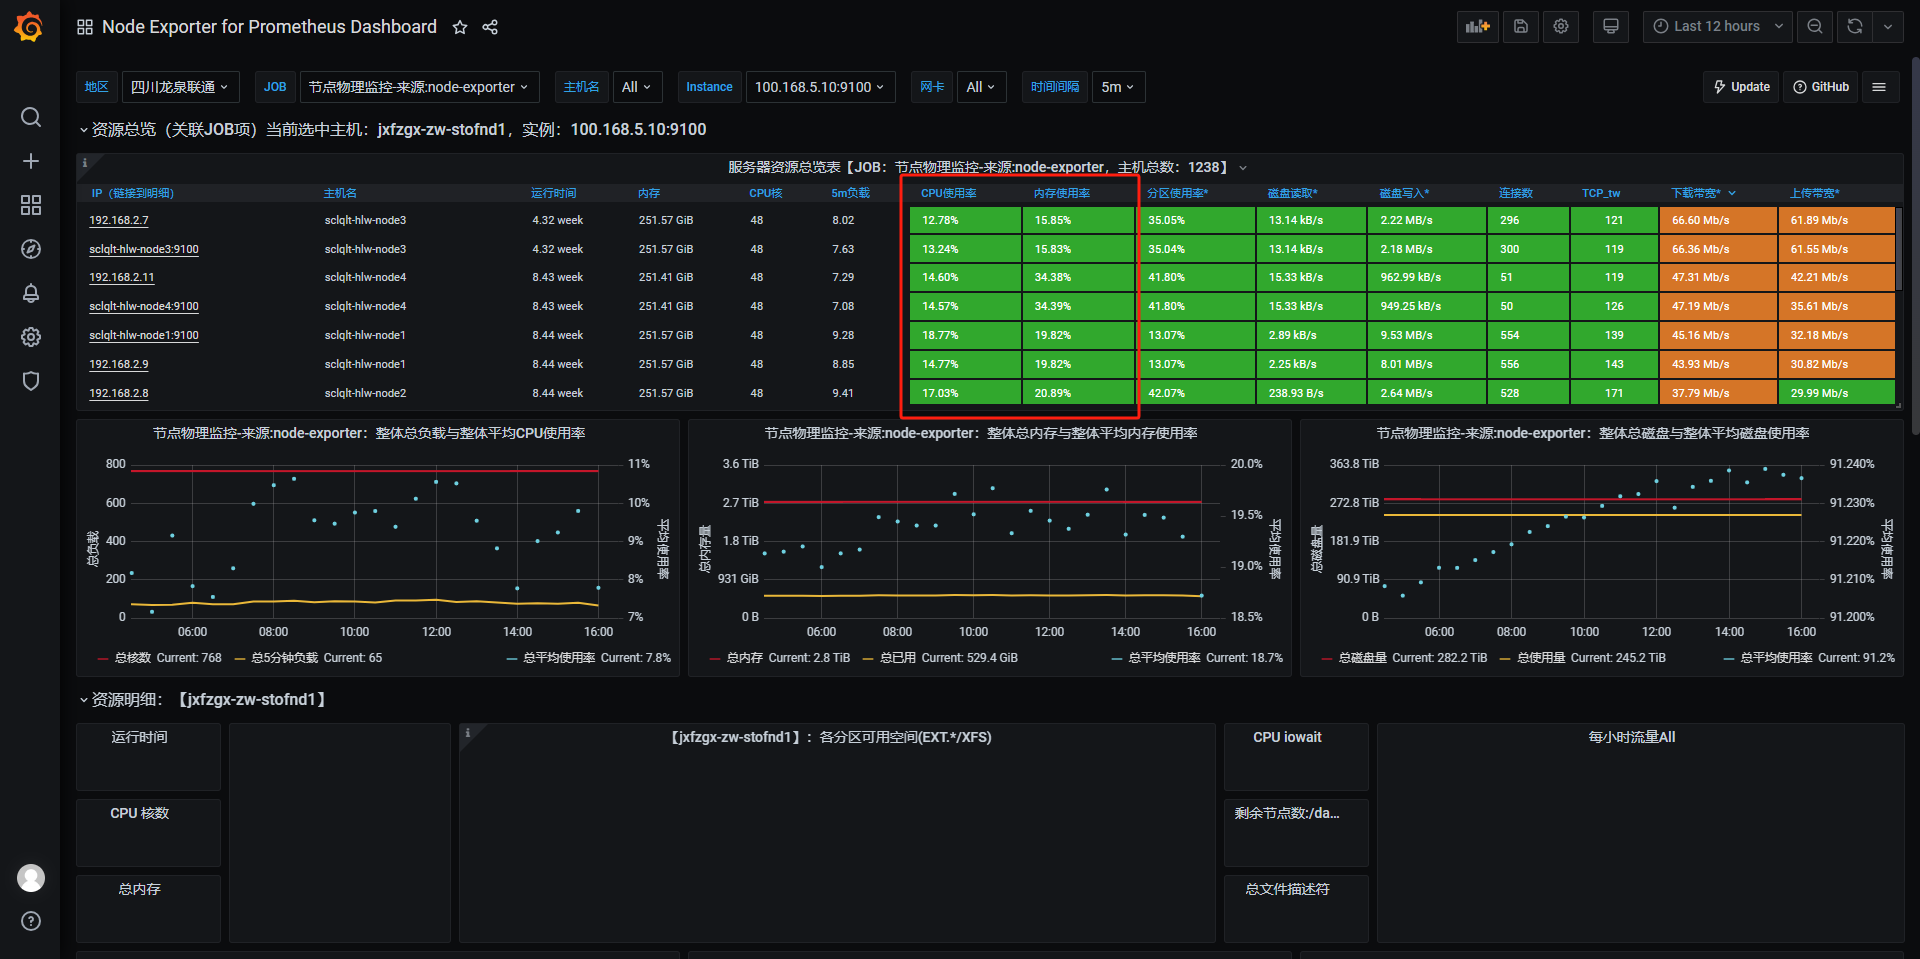 Node Exporter for Prometheus Dashboard
Last 12 hours
地区 四川龙泉联通 JOB 节点物理监控-来源:node-exporter 主机名 All Instance 100.168.5.10:9100 网卡 All 时间间隔 5m Update GitHub
资源总览（关联JOB项）当前选中主机：jxfzgx-zw-stofnd1，实例：100.168.5.10:9100
服务器资源总览表【JOB：节点物理监控-来源:node-exporter，主机总数：1238】
IP（链接到明细） 主机名 运行时间 内存 CPU核 5m负载 CPU使用率 内存使用率 分区使用率* 磁盘读取* 磁盘写入* 连接数 TCP_tw 下载带宽* 上传带宽*
192.168.2.7 sclqlt-hlw-node3 4.32 week 251.57 GiB 48 8.02 12.78% 15.85% 35.05% 13.14 kB/s 2.22 MB/s 296 121 66.60 Mb/s 61.89 Mb/s
sclqlt-hlw-node3:9100 sclqlt-hlw-node3 4.32 week 251.57 GiB 48 7.63 13.24% 15.83% 35.04% 13.14 kB/s 2.18 MB/s 300 119 66.36 Mb/s 61.55 Mb/s
192.168.2.11 sclqlt-hlw-node4 8.43 week 251.41 GiB 48 7.29 14.60% 34.38% 41.80% 15.33 kB/s 962.99 kB/s 51 119 47.31 Mb/s 42.21 Mb/s
sclqlt-hlw-node4:9100 sclqlt-hlw-node4 8.43 week 251.41 GiB 48 7.08 14.57% 34.39% 41.80% 15.33 kB/s 949.25 kB/s 50 126 47.19 Mb/s 35.61 Mb/s
sclqlt-hlw-node1:9100 sclqlt-hlw-node1 8.44 week 251.57 GiB 48 9.28 18.77% 19.82% 13.07% 2.89 kB/s 9.53 MB/s 554 139 45.16 Mb/s 32.18 Mb/s
192.168.2.9 sclqlt-hlw-node1 8.44 week 251.57 GiB 48 8.85 14.77% 19.82% 13.07% 2.25 kB/s 8.01 MB/s 556 143 43.93 Mb/s 30.82 Mb/s
192.168.2.8 sclqlt-hlw-node2 8.44 week 251.57 GiB 48 9.41 17.03% 20.89% 42.07% 238.93 B/s 2.64 MB/s 528 171 37.79 Mb/s 29.99 Mb/s
节点物理监控-来源:node-exporter：整体总负载与整体平均CPU使用率
800
600
400
200
0
总负载
11%
10%
9%
8%
7%
平均使用率
06:00 08:00 10:00 12:00 14:00 16:00
总核数 Current: 768 总5分钟负载 Current: 65 总平均使用率 Current: 7.8%
节点物理监控-来源:node-exporter：整体总内存与整体平均内存使用率
3.6 TiB
2.7 TiB
1.8 TiB
931 GiB
0 B
总内存量
20.0%
19.5%
19.0%
18.5%
平均使用率
06:00 08:00 10:00 12:00 14:00 16:00
总内存 Current: 2.8 TiB 总已用 Current: 529.4 GiB 总平均使用率 Current: 18.7%
节点物理监控-来源:node-exporter：整体总磁盘与整体平均磁盘使用率
363.8 TiB
272.8 TiB
181.9 TiB
90.9 TiB
0 B
总磁盘量
91.240%
91.230%
91.220%
91.210%
91.200%
平均使用率
06:00 08:00 10:00 12:00 14:00 16:00
总磁盘量 Current: 282.2 TiB 总使用量 Current: 245.2 TiB 总平均使用率 Current: 91.2%
资源明细：【jxfzgx-zw-stofnd1】
运行时间
CPU 核数
总内存
【jxfzgx-zw-stofnd1】：各分区可用空间(EXT.*/XFS)
CPU iowait
剩余节点数:/da...
总文件描述符
每小时流量All